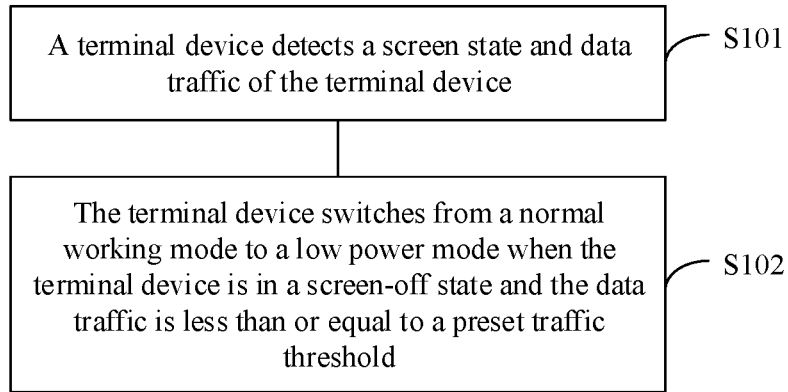 A terminal device detects a screen state and data
traffic of the terminal device
S101
The terminal device switches from a normal
working mode to a low power mode when the
terminal device is in a screen-off state and the data
traffic is less than or equal to a preset traffic
threshold
S102